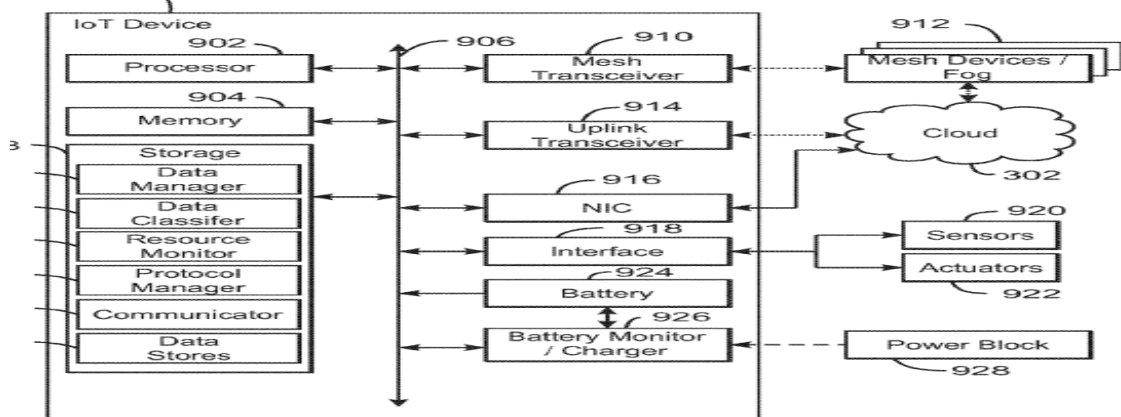 IoT Device
902
Processor
904
Memory
Storage
Data
Manager
Data
Classifer
Resource
Monitor
Protocol
Manager
Communicator
Data
Stores
906
910
Mesh
Transceiver
914
Uplink
Transceiver
916
NIC
918
Interface
924
Battery
926
Battery Monitor
/ Charger
912
Mesh Devices /
Fog
Cloud
302
920
Sensors
Actuators
922
Power Block
928